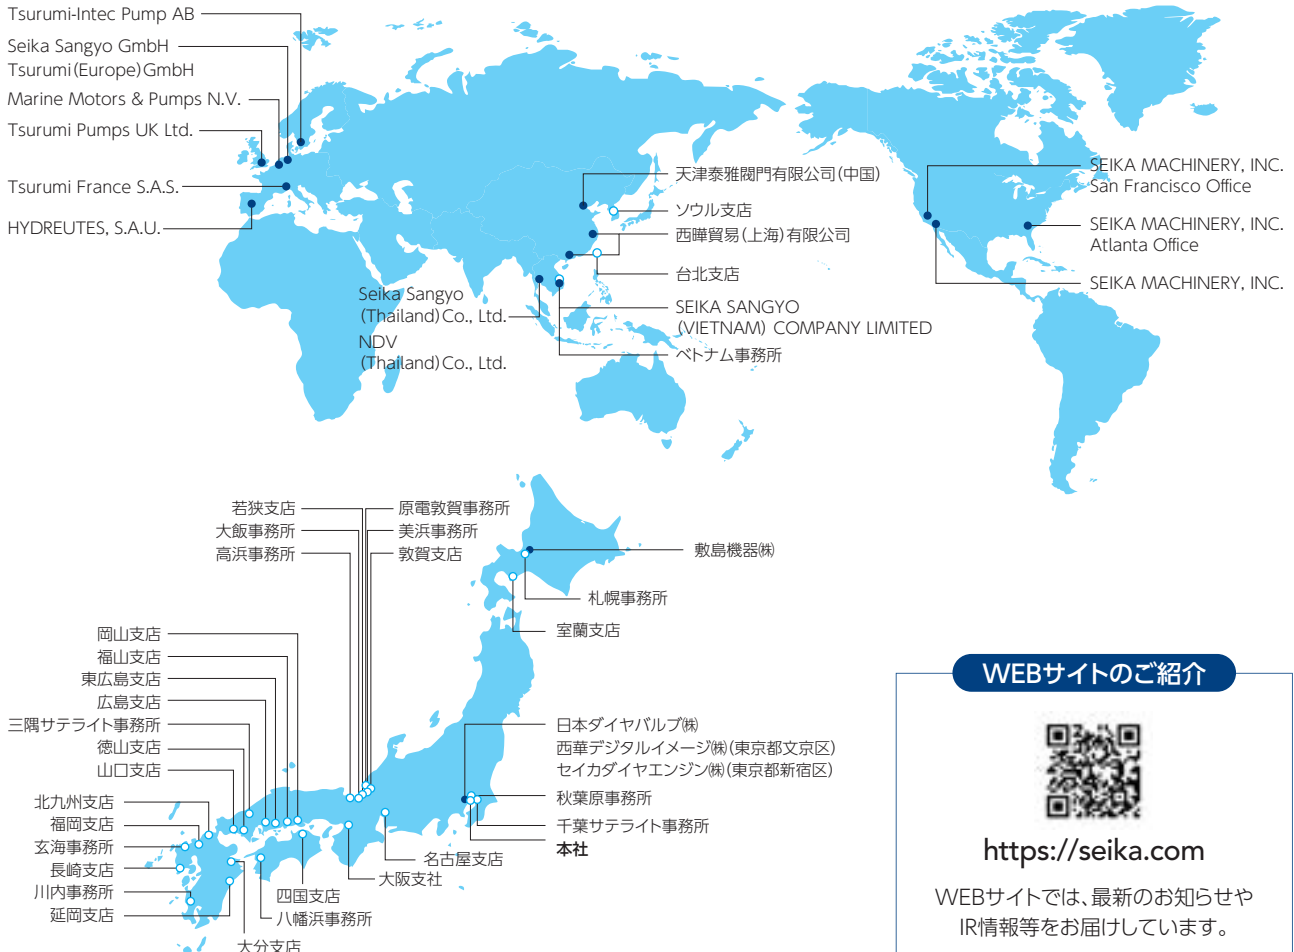 Tsurumi-Intec Pump AB
Seika Sangyo GmbH
Tsurumi(Europe)GmbH
Marine Motors & Pumps N.V.
Tsurumi Pumps UK Ltd.
Tsurumi France S.A.S.
HYDREUTES, S.A.U.
天津泰雅閥門有限公司(中国)
ソウル支店
西曄貿易(上海)有限公司
台北支店
Seika Sangyo
(Thailand)Co., Ltd.
NDV
(Thailand)Co., Ltd.
SEIKA SANGYO
(VIETNAM) COMPANY LIMITED
ベトナム事務所
SEIKA MACHINERY, INC.
San Francisco Office
SEIKA MACHINERY, INC.
Atlanta Office
SEIKA MACHINERY, INC.
若狭支店
大飯事務所
高浜事務所
原電敦賀事務所
美浜事務所
敦賀支店
敷島機器㈱
札幌事務所
室蘭支店
岡山支店
福山支店
東広島支店
広島支店
三隅サテライト事務所
徳山支店
山口支店
北九州支店
福岡支店
玄海事務所
長崎支店
川内事務所
延岡支店
日本ダイヤバルブ㈱
西華デジタルイメージ㈱(東京都文京区)
セイカダイヤエンジン㈱(東京都新宿区)
秋葉原事務所
千葉サテライト事務所
本社
名古屋支店
大阪支社
四国支店
八幡浜事務所
大分支店
WEBサイトのご紹介
https://seika.com
WEBサイトでは、最新のお知らせや
IR情報等をお届けしています。